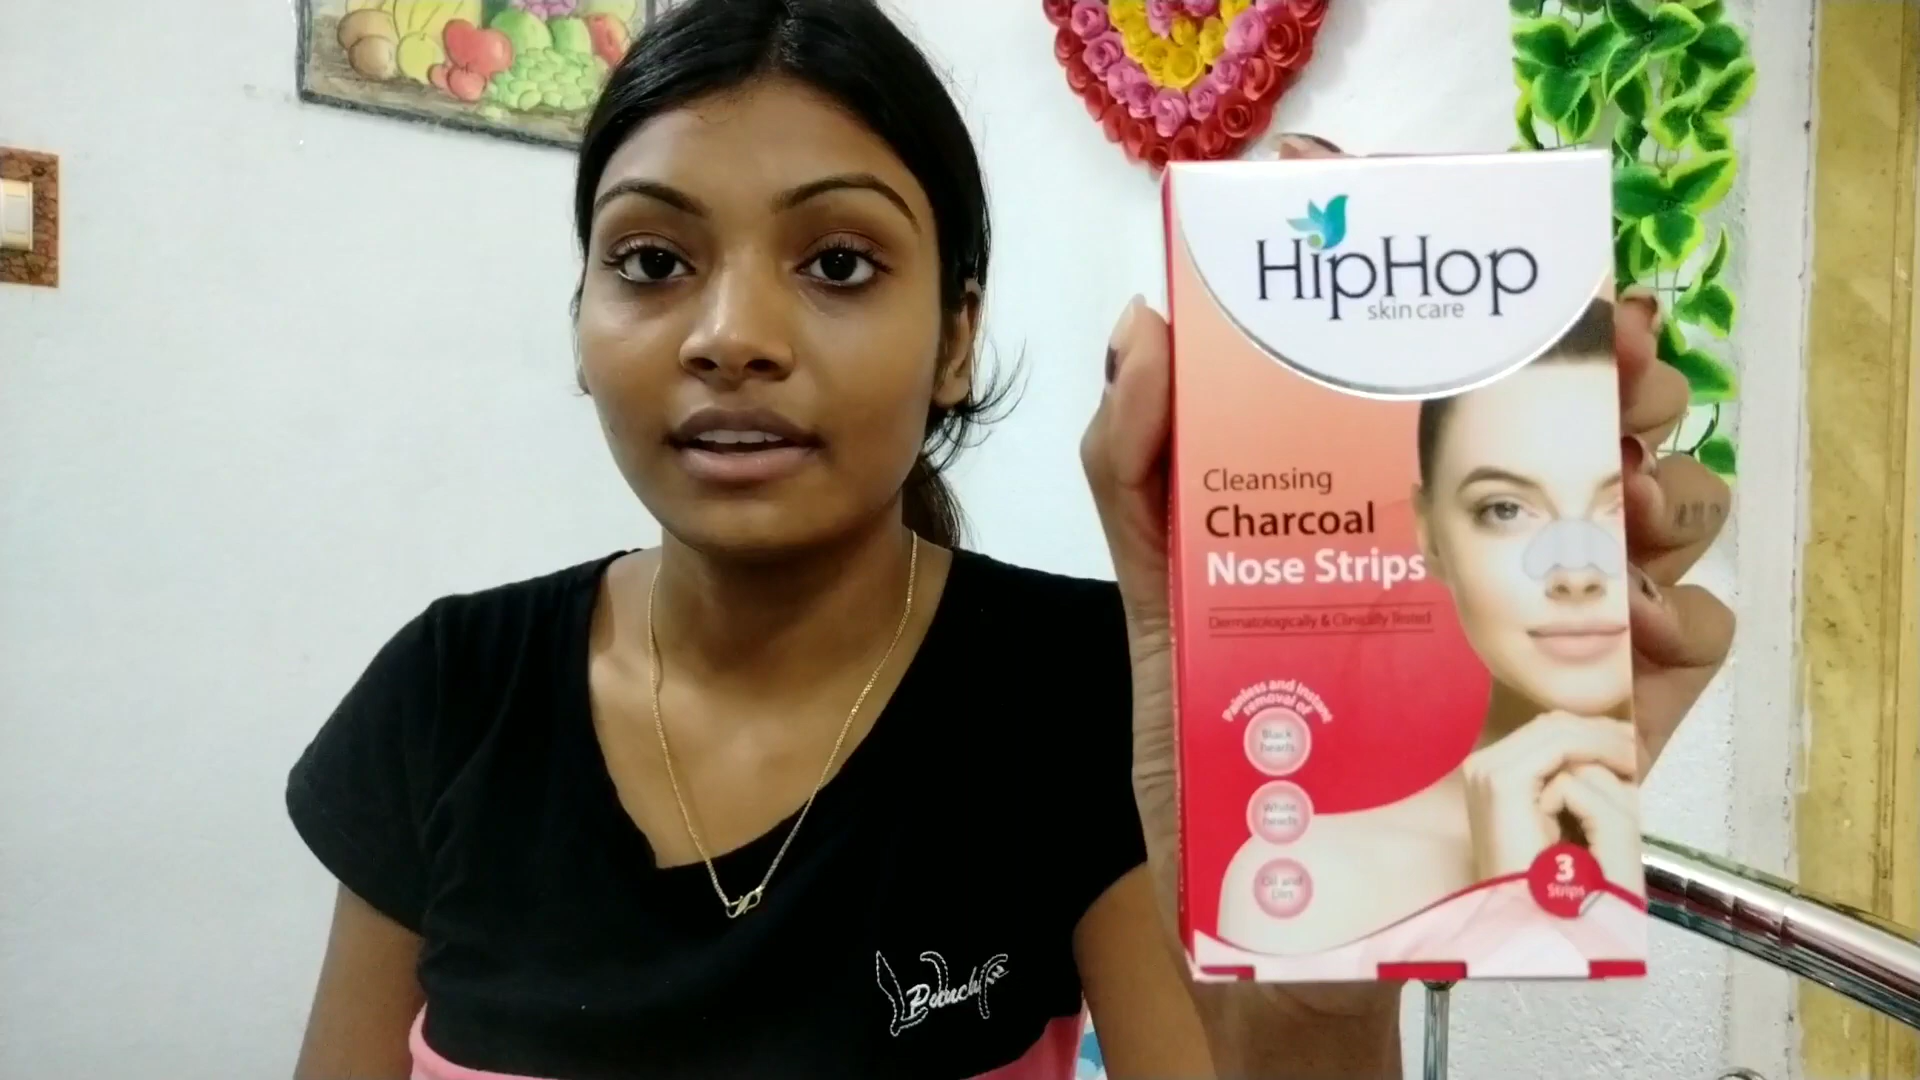 HipHop
skin care
Cleansing
Charcoal
Nose Strips
Dermatologically & Clinically Tested
Painless and Instant
removal of
Black
heads
White
heads
Oil and
Dirt
3
Strips